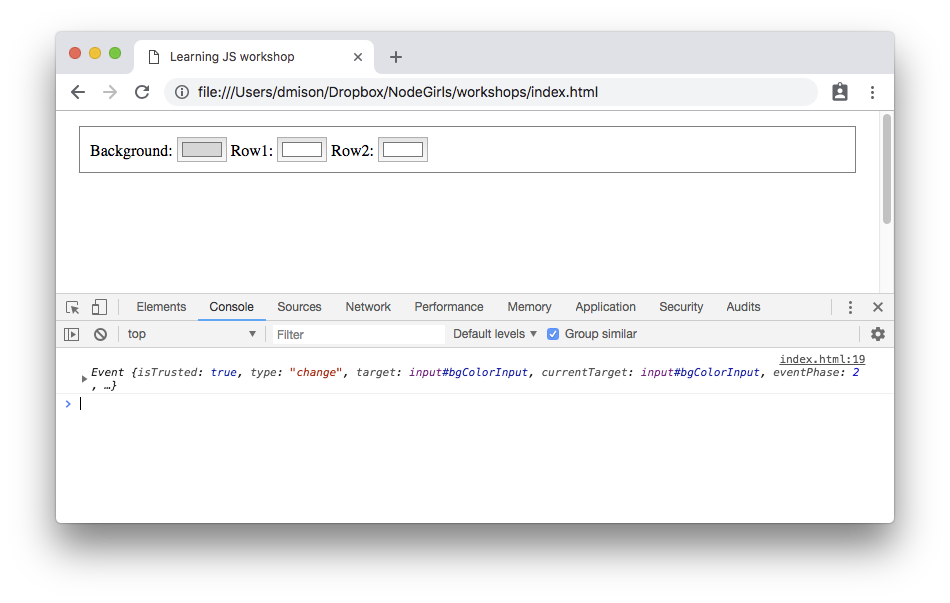 Learning JS workshop
file:///Users/dmison/Dropbox/NodeGirls/workshops/index.html
Background: Row1: Row2:
Elements Console Sources Network Performance Memory Application Security Audits
top Filter Default levels Group similar
index.html:19
Event {isTrusted: true, type: "change", target: input#bgColorInput, currentTarget: input#bgColorInput, eventPhase: 2
, …}